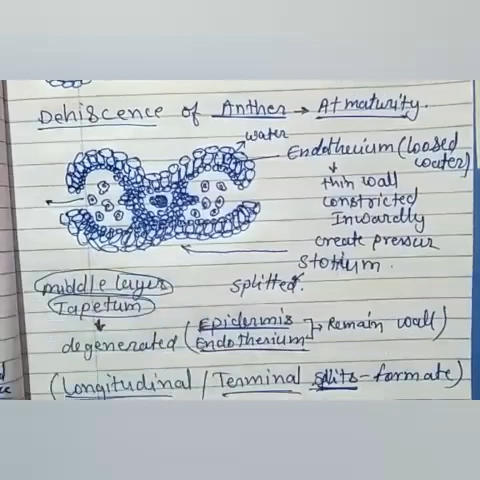 Dehiscence of Anther → At maturity.
water
Endothecium (loosed water)
↓
thin wall
constricted
Inwardly
create pressur
Stomium.
middle layer
splitted.
Tapetum
↓
degenerated (Epidermis Endothecium → Remain wall)
(Longitudinal / Terminal splits - formate)